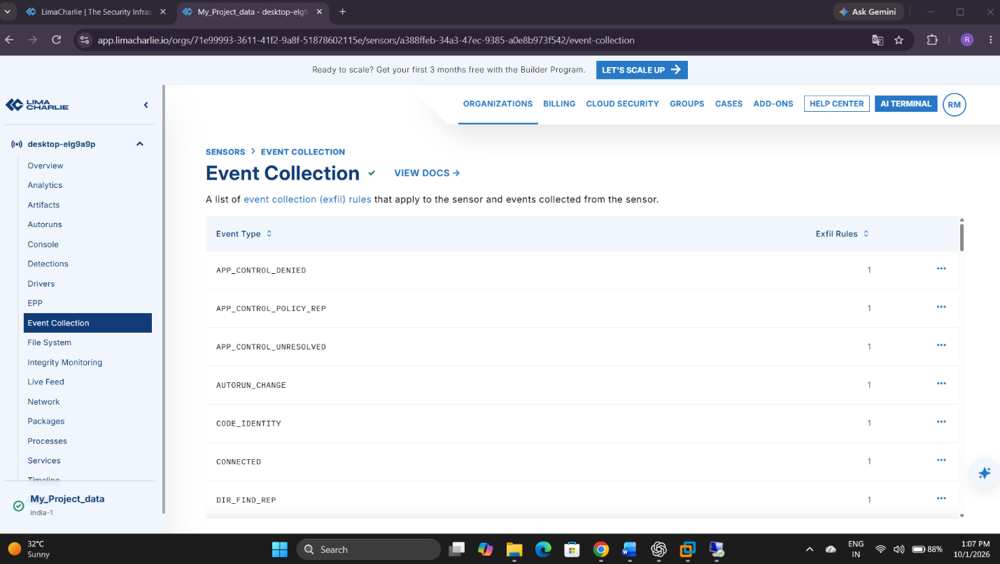 LimaCharlie | The Security Infras
My_Project_data - desktop-elg9
Ask Gemini
app.limacharlie.io/orgs/71e99993-3611-41f2-9a8f-51878602115e/sensors/a388ffeb-34a3-47ec-9385-a0e8b973f542/event-collection
R
Ready to scale? Get your first 3 months free with the Builder Program.
LET'S SCALE UP
LIMA
CHARLIE
ORGANIZATIONS
BILLING
CLOUD SECURITY
GROUPS
CASES
ADD-ONS
HELP CENTER
AI TERMINAL
RM
desktop-elg9a9p
Overview
Analytics
Artifacts
Autoruns
Console
Detections
Drivers
EPP
Event Collection
File System
Integrity Monitoring
Live Feed
Network
Packages
Processes
Services
Timeline
My_Project_data
india-1
SENSORS > EVENT COLLECTION
Event Collection
VIEW DOCS
A list of event collection (exfil) rules that apply to the sensor and events collected from the sensor.
Event Type Exfil Rules
APP_CONTROL_DENIED 1
APP_CONTROL_POLICY_REP 1
APP_CONTROL_UNRESOLVED 1
AUTORUN_CHANGE 1
CODE_IDENTITY 1
CONNECTED 1
DIR_FIND_REP 1
32°C
Sunny
Search
ENG
IN
88%
1:07 PM
10/1/2026